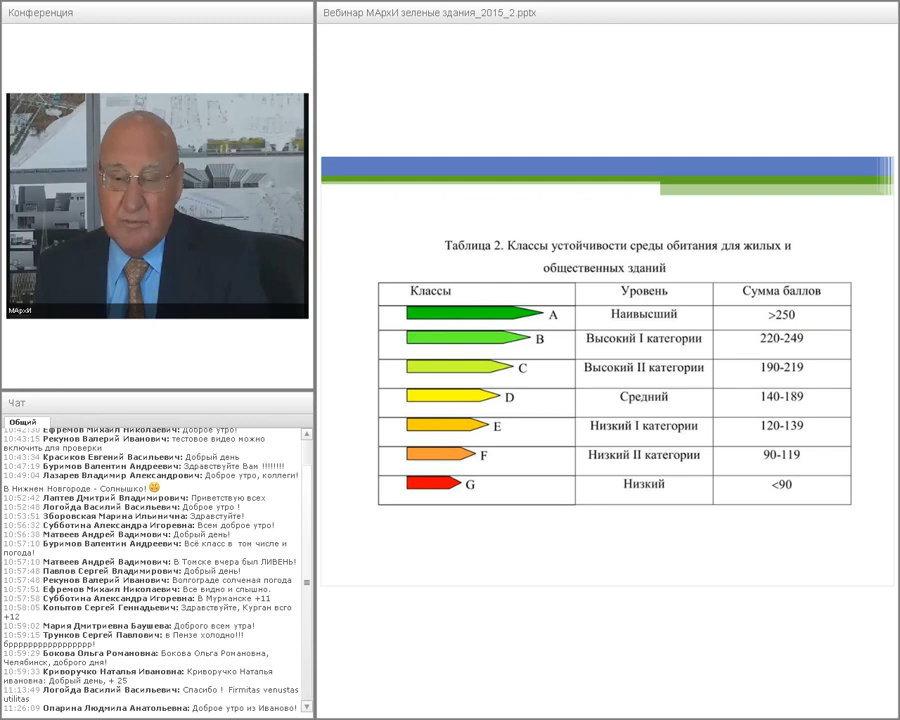 Конференция
МАрхИ
Чат
Общий
10:42:30 Ефремов Михаил Николаевич: Доброе утро!
10:43:15 Рекунов Валерий Иванович: тестовое видео можно
включить для проверки
10:43:34 Красиков Евгений Васильевич: Добрый день
10:47:19 Буримов Валентин Андреевич: Здравствуйте Вам !!!!!!!!
10:49:04 Лазарев Владимир Александрович: Доброе утро, коллеги!
В Нижнем Новгороде - Солнышко!
10:52:42 Лаптев Дмитрий Владимирович: Приветствую всех
10:52:48 Логойда Василий Васильевич: Доброе утро !
10:53:51 Зборовская Марина Ильинична: Здравстуйте!
10:56:32 Субботина Александра Игоревна: Всем доброе утро!
10:56:38 Матвеев Андрей Вадимович: Добрый день!
10:57:10 Буримов Валентин Андреевич: Всё класс в том числе и
погода!
10:57:10 Матвеев Андрей Вадимович: В Томске вчера был ЛИВЕНЬ!
10:57:48 Павлов Сергей Владимирович: Добрый день!
10:57:48 Рекунов Валерий Иванович: Волгограде солченая погода
10:57:51 Ефремов Михаил Николаевич: Все видно и слышно.
10:57:58 Субботина Александра Игоревна: В Мурманске +11
10:58:05 Копытов Сергей Геннадьевич: Здравствуйте, Курган всго
+12
10:59:02 Мария Дмитриевна Баушева: Доброго всем утра!
10:59:15 Трунков Сергей Павлович: в Пензе холодно!!!
бррррррррррррррррр!
10:59:29 Бокова Ольга Романовна: Бокова Ольга Романовна,
Челябинск, доброго дня!
10:59:33 Криворучко Наталья Ивановна: Криворучко Наталья
ивановна: Добрый день, + 25
11:13:49 Логойда Василий Васильевич: Спасибо ! Firmitas venustas
utilitas
11:26:09 Опарина Людмила Анатольевна: Доброе утро из Иваново!
Вебинар МАрхИ зеленые здания_2015_2.pptx
Таблица 2. Классы устойчивости среды обитания для жилых и
общественных зданий
Классы Уровень Сумма баллов
A Наивысший >250
B Высокий I категории 220-249
C Высокий II категории 190-219
D Средний 140-189
E Низкий I категории 120-139
F Низкий II категории 90-119
G Низкий <90